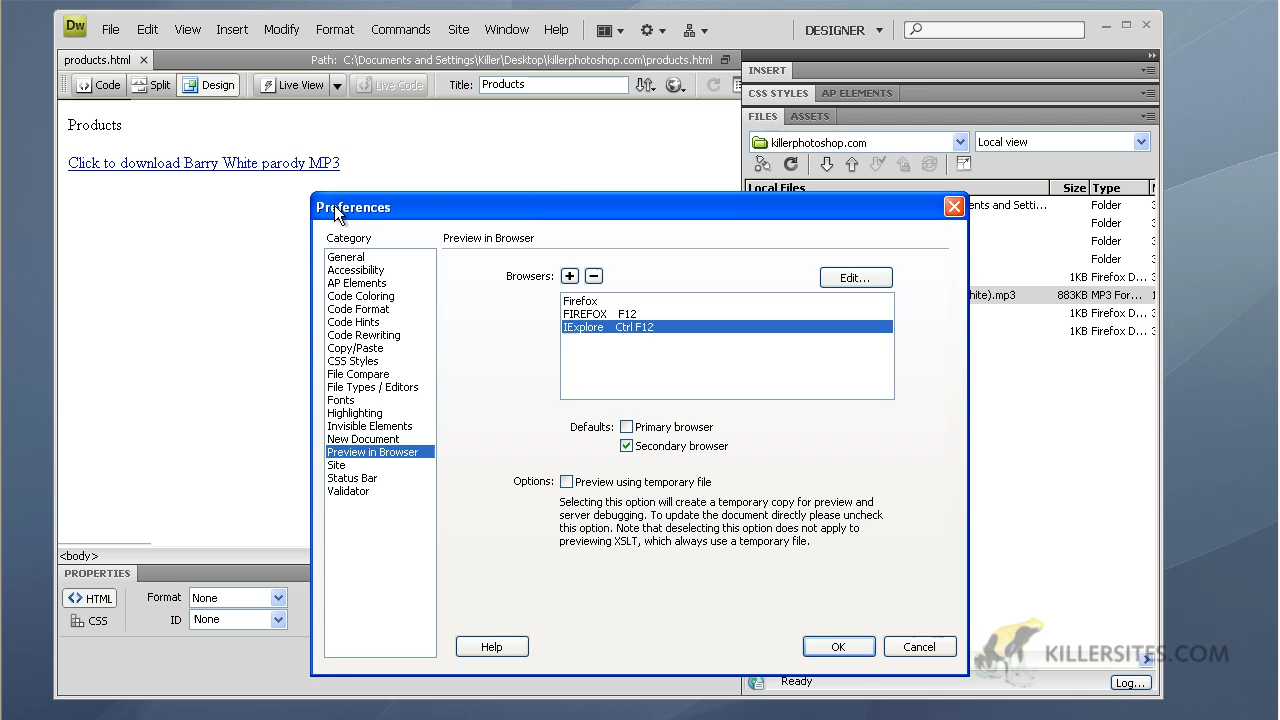 Dw File Edit View Insert Modify Format Commands Site Window Help DESIGNER
products.html Path: C:\Documents and Settings\Killer\Desktop\killerphotoshop.com\products.html
Code Split Design Live View Live Code Title: Products
INSERT
CSS STYLES AP ELEMENTS
FILES ASSETS
killerphotoshop.com Local view
Local Files Size Type
Products
Click to download Barry White parody MP3
ents and Setti... Folder
Folder
Folder
Folder
1KB Firefox D...
hite).mp3 883KB MP3 For...
1KB Firefox D...
1KB Firefox D...
Preferences
Category
General
Accessibility
AP Elements
Code Coloring
Code Format
Code Hints
Code Rewriting
Copy/Paste
CSS Styles
File Compare
File Types / Editors
Fonts
Highlighting
Invisible Elements
New Document
Preview in Browser
Site
Status Bar
Validator
Preview in Browser
Browsers: Edit...
Firefox
FIREFOX F12
IExplore Ctrl F12
Defaults: Primary browser
Secondary browser
Options: Preview using temporary file
Selecting this option will create a temporary copy for preview and
server debugging. To update the document directly please uncheck
this option. Note that deselecting this option does not apply to
previewing XSLT, which always use a temporary file.
Help OK Cancel
<body>
PROPERTIES
HTML Format None
CSS ID None
KILLERSITES.COM
Ready Log...